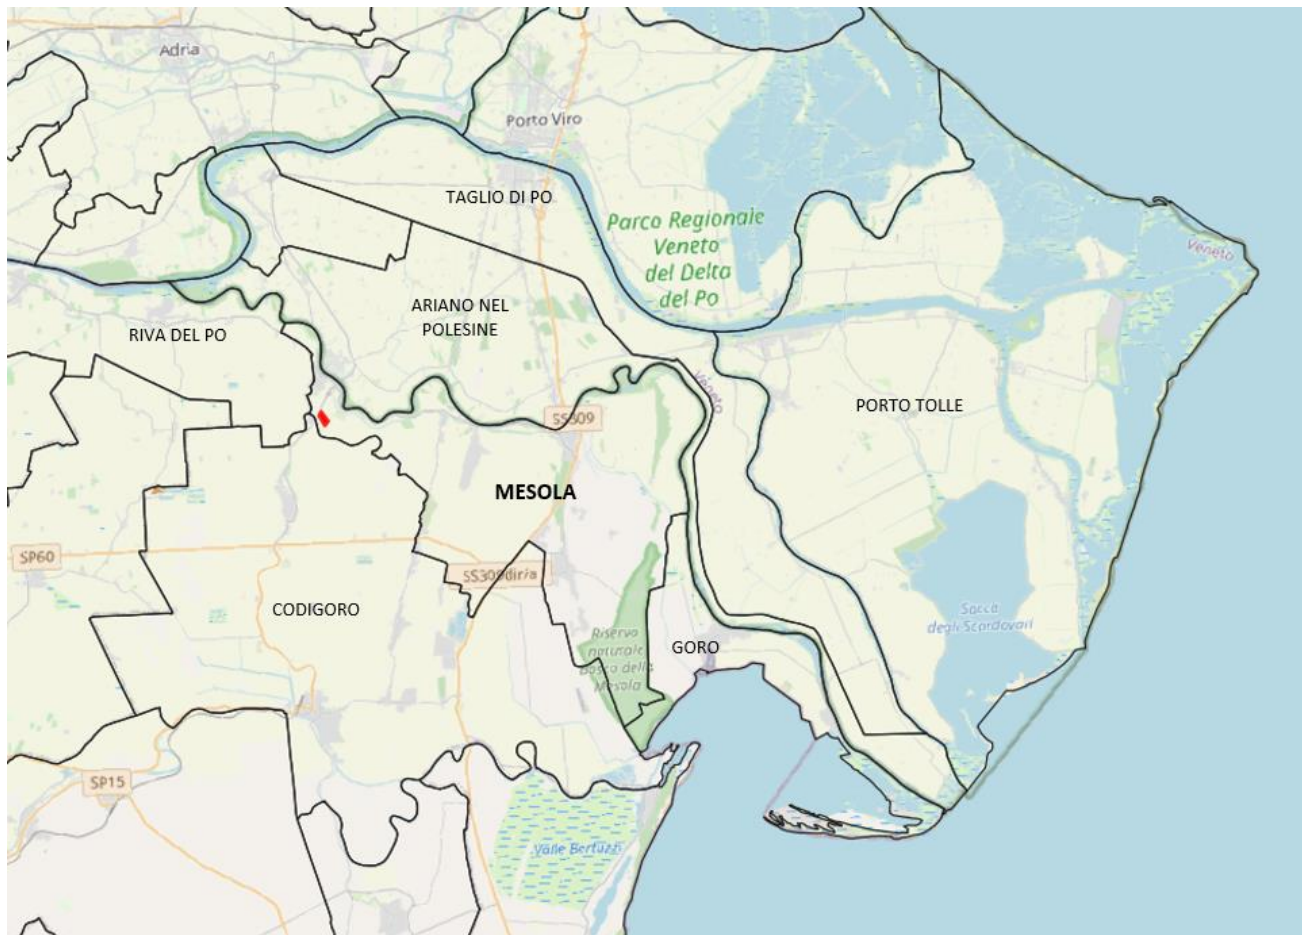 Adria
Porto Viro
TAGLIO DI PO
Parco Regionale
Veneto
del Delta
del Po
Veneto
ARIANO NEL
POLESINE
RIVA DEL PO
Veneto
PORTO TOLLE
SS309
MESOLA
SP60
SS309diria
CODIGORO
Sacca
degli Scardovari
Riserva
naturale
Bosco della
Mesola
GORO
SP15
Valle Bertuzzi